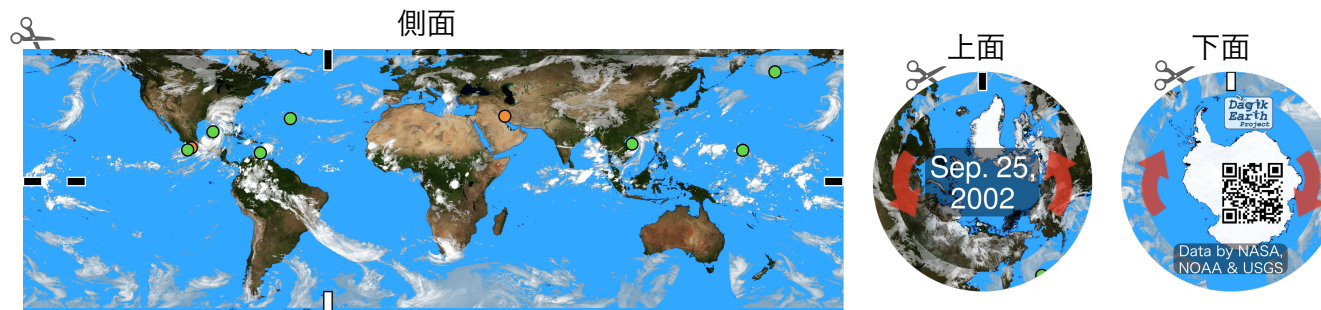 側面
上面
下面
Sep. 25,
2002
Dagik
Earth
Project
Data by NASA,
NOAA & USGS